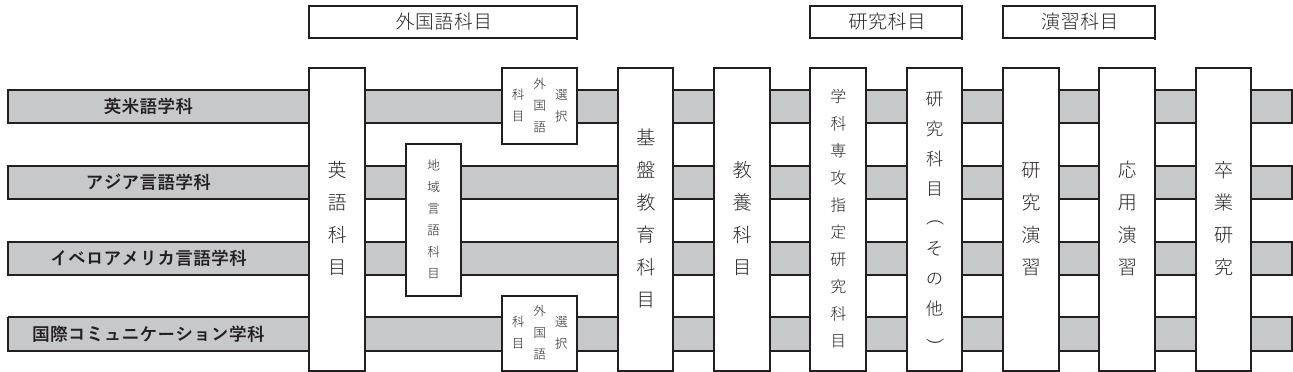 外国語科目
研究科目
演習科目
英米語学科
アジア言語学科
イベロアメリカ言語学科
国際コミュニケーション学科
英語科目
地域言語科目
選択
外国語
科目
選択
外国語
科目
基盤教育科目
教養科目
学科専攻指定研究科目
研究科目（その他）
研究演習
応用演習
卒業研究